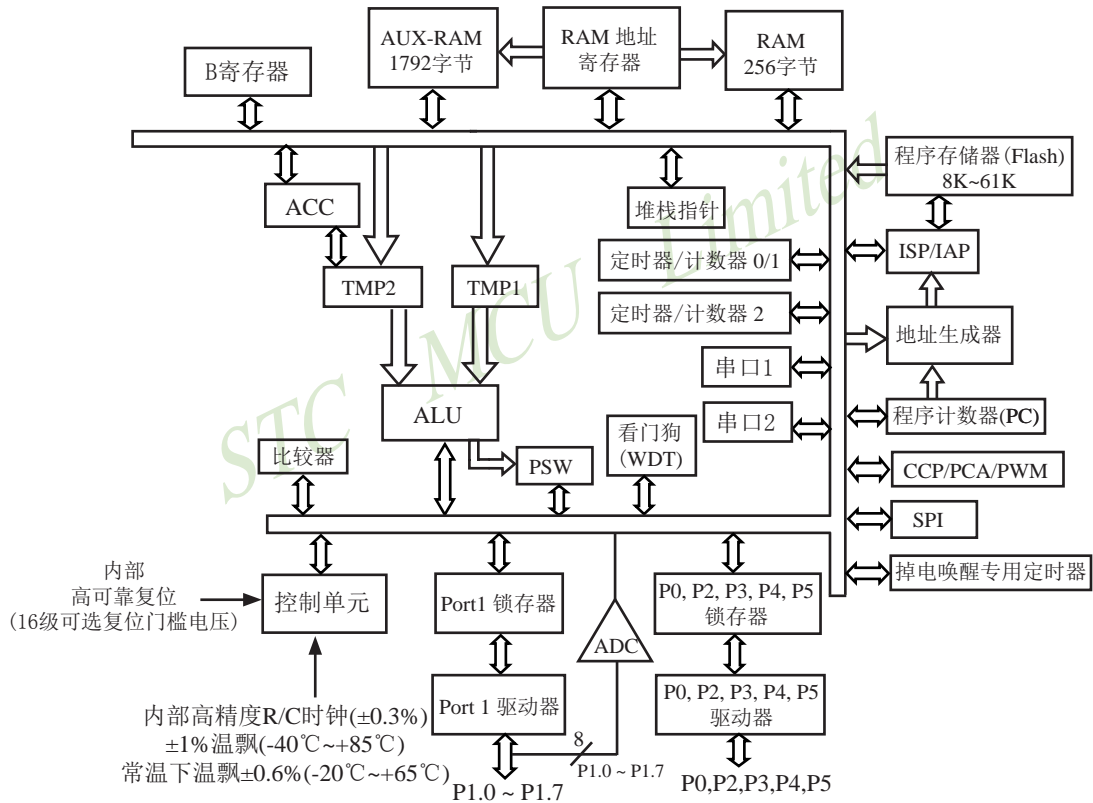 AUX-RAM
1792字节
RAM 地址
寄存器
RAM
256字节
B寄存器
程序存储器(Flash)
8K~61K
ACC
堆栈指针
ISP/IAP
定时器/计数器 0/1
TMP2
TMP1
定时器/计数器 2
地址生成器
串口1
ALU
串口2
程序计数器(PC)
比较器
PSW
看门狗
(WDT)
CCP/PCA/PWM
SPI
掉电唤醒专用定时器
内部
高可靠复位
(16级可选复位门槛电压)
控制单元
Port1 锁存器
ADC
P0, P2, P3, P4, P5
锁存器
Port 1 驱动器
P0, P2, P3, P4, P5
驱动器
内部高精度R/C时钟(±0.3%)
±1%温飘(-40℃~+85℃)
常温下温飘±0.6%(-20℃~+65℃)
8
P1.0 ~ P1.7
P1.0 ~ P1.7
P0,P2,P3,P4,P5
STC MCU Limited